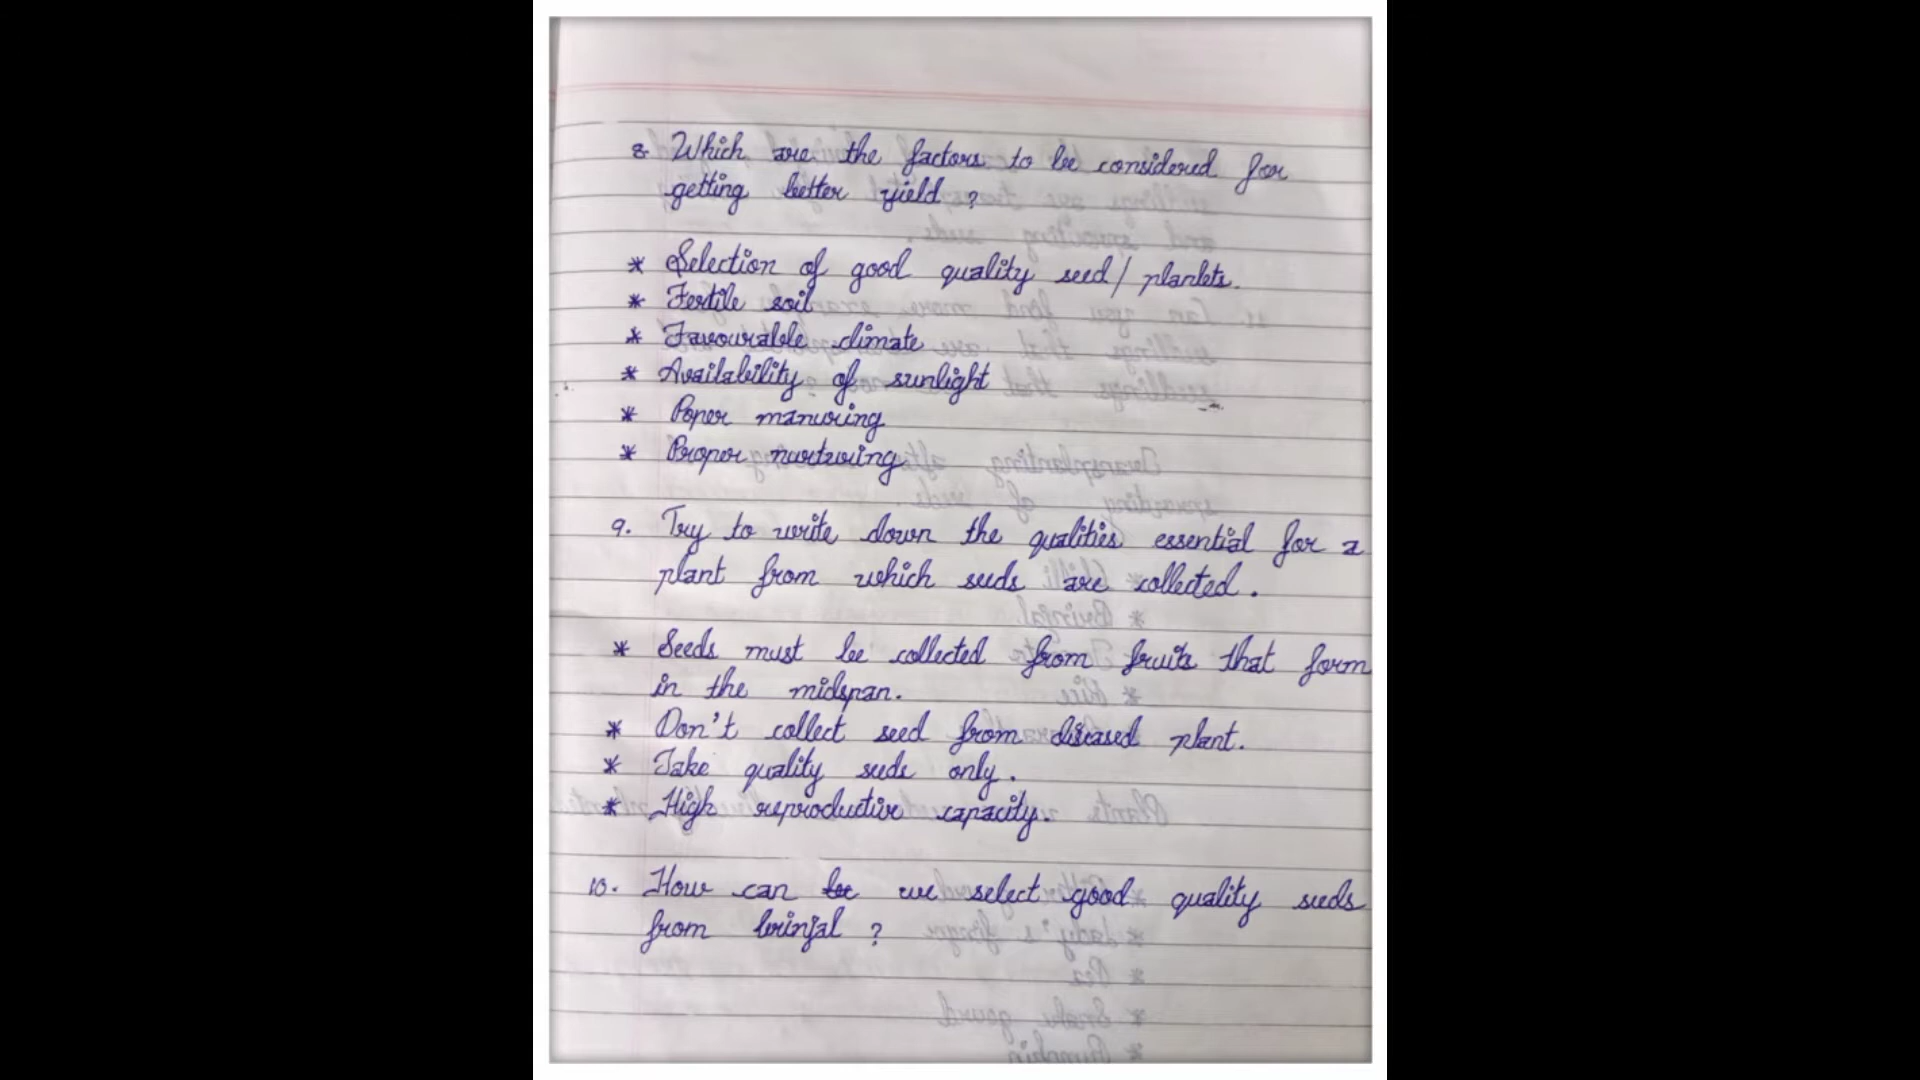 8. Which are the factors to be considered for
getting better yield ?
* Selection of good quality seed / planlets.
* Fertile soil
* Favourable climate
* Availability of sunlight
* Poper manuring
* Proper nurturing
9. Try to write down the qualities essential for a
plant from which seeds are collected.
* Seeds must be collected from fruits that form
in the midspan.
* Don't collect seed from diseased plant.
* Take quality seeds only.
* High reproductive capacity.
10. How can be we select good quality seeds
from brinjal ?